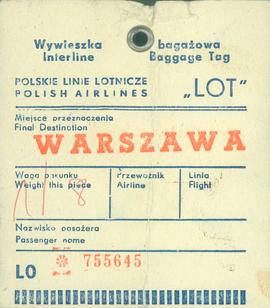 Wywieszka bagażowa
Interline Baggage Tag
POLSKIE LINIE LOTNICZE
POLISH AIRLINES „LOT"
Miejsce przeznaczenia
Final Destination
WARSZAWA
Waga pakunku Przewoźnik Linia
Weight this piece Airline Flight
Nazwisko pasażera
Passenger name
LO 755645